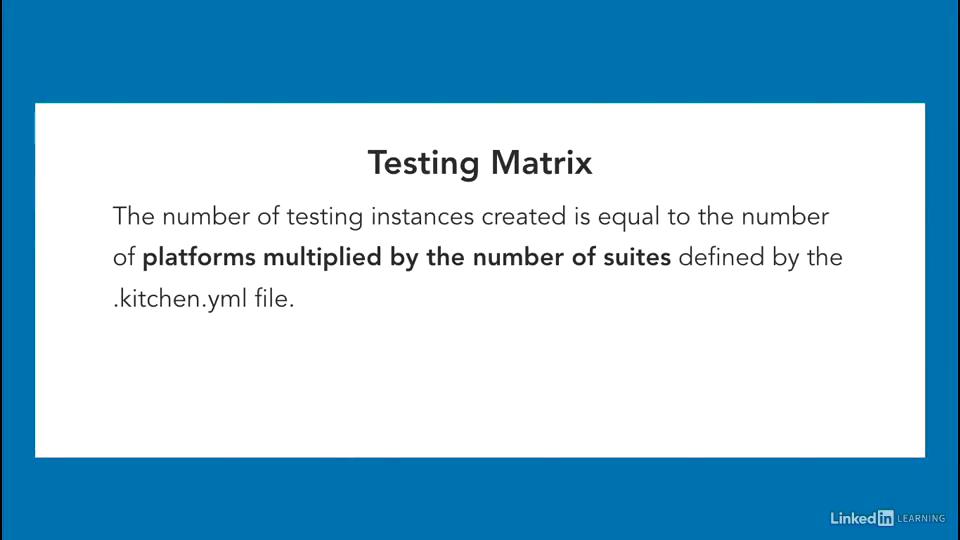 Testing Matrix
The number of testing instances created is equal to the number
of platforms multiplied by the number of suites defined by the
.kitchen.yml file.
Linked in LEARNING